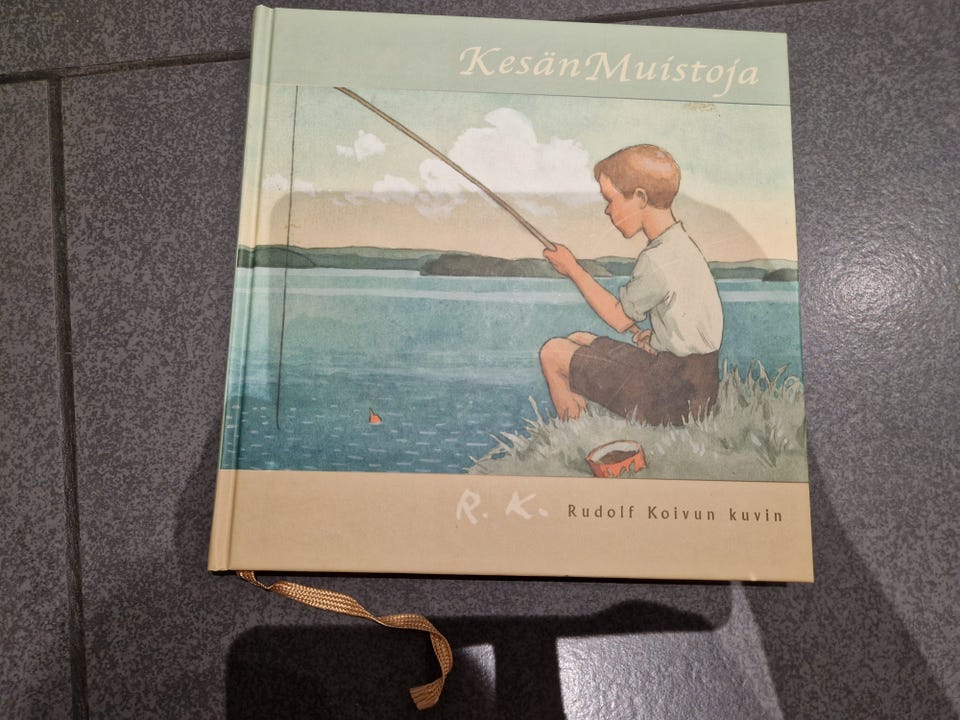 KesänMuistoja
R. K. Rudolf Koivun kuvin